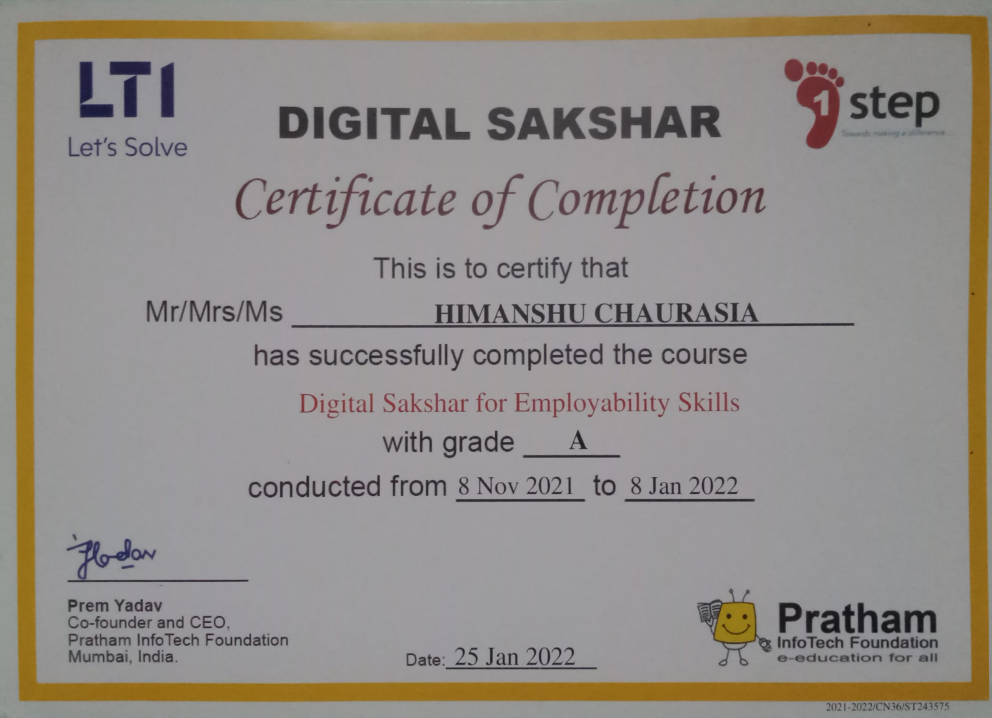 LTI
Let's Solve
DIGITAL SAKSHAR
1 step
Towards making a difference...
Certificate of Completion
This is to certify that
Mr/Mrs/Ms HIMANSHU CHAURASIA
has successfully completed the course
Digital Sakshar for Employability Skills
with grade A
conducted from 8 Nov 2021 to 8 Jan 2022
Prem Yadav
Co-founder and CEO,
Pratham InfoTech Foundation
Mumbai, India.
Date: 25 Jan 2022
Pratham
InfoTech Foundation
e-education for all
2021-2022/CN36/ST243575